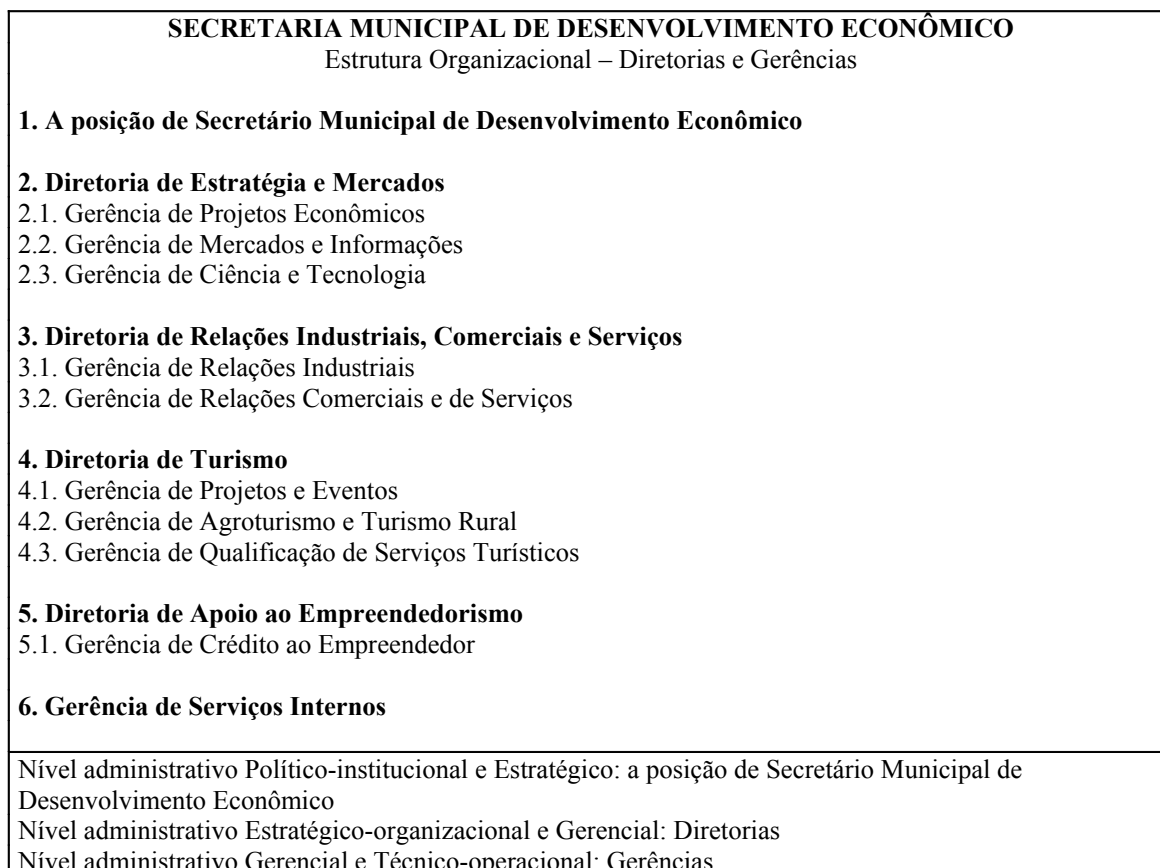 SECRETARIA MUNICIPAL DE DESENVOLVIMENTO ECONÔMICO
Estrutura Organizacional – Diretorias e Gerências
1. A posição de Secretário Municipal de Desenvolvimento Econômico
2. Diretoria de Estratégia e Mercados
2.1. Gerência de Projetos Econômicos
2.2. Gerência de Mercados e Informações
2.3. Gerência de Ciência e Tecnologia
3. Diretoria de Relações Industriais, Comerciais e Serviços
3.1. Gerência de Relações Industriais
3.2. Gerência de Relações Comerciais e de Serviços
4. Diretoria de Turismo
4.1. Gerência de Projetos e Eventos
4.2. Gerência de Agroturismo e Turismo Rural
4.3. Gerência de Qualificação de Serviços Turísticos
5. Diretoria de Apoio ao Empreendedorismo
5.1. Gerência de Crédito ao Empreendedor
6. Gerência de Serviços Internos
Nível administrativo Político-institucional e Estratégico: a posição de Secretário Municipal de
Desenvolvimento Econômico
Nível administrativo Estratégico-organizacional e Gerencial: Diretorias
Nível administrativo Gerencial e Técnico-operacional: Gerências